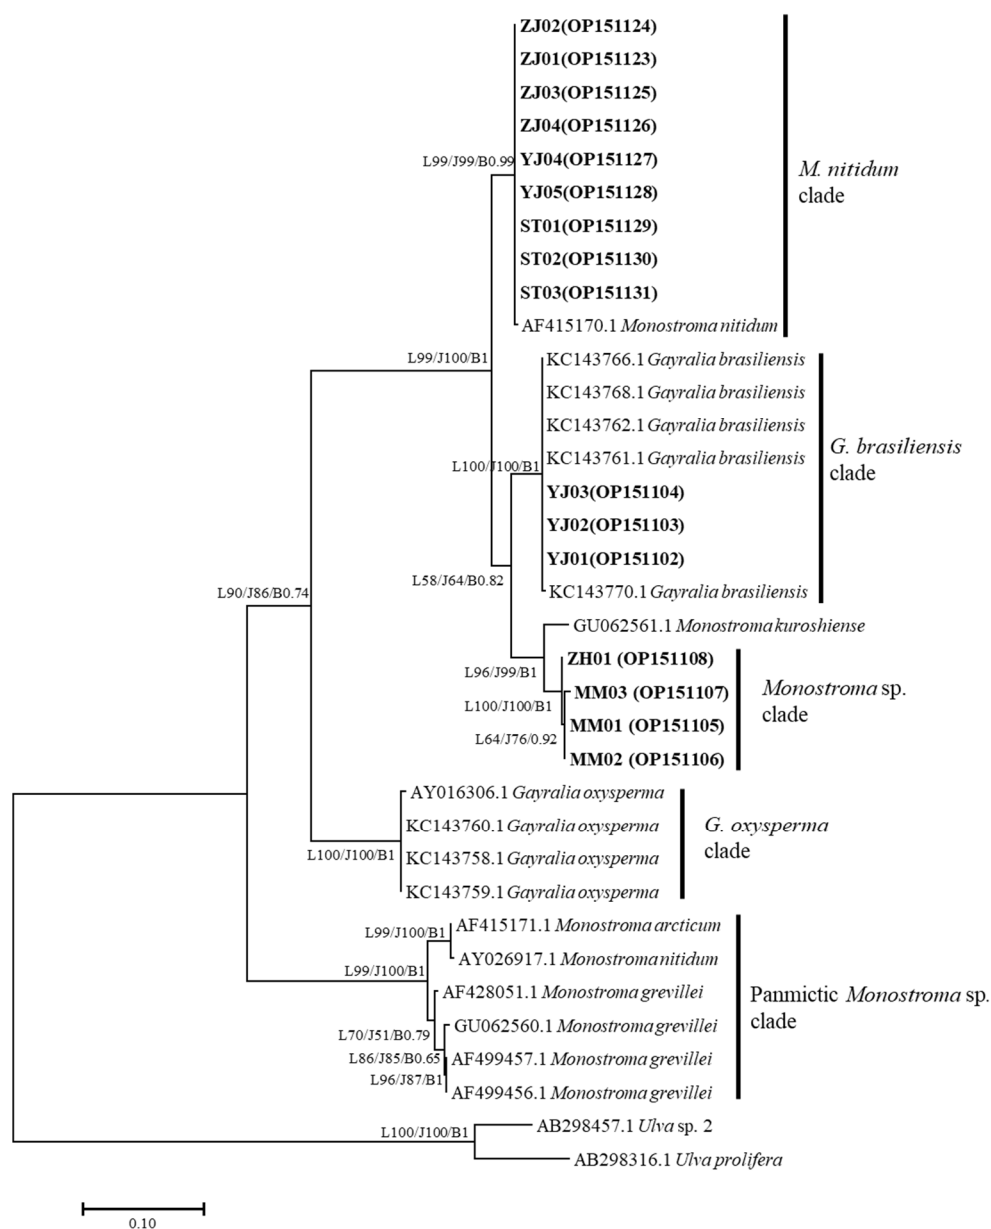 ZJ02(OP151124)
ZJ01(OP151123)
ZJ03(OP151125)
ZJ04(OP151126)
L99/J99/B0.99
YJ04(OP151127)
M. nitidum
clade
YJ05(OP151128)
ST01(OP151129)
ST02(OP151130)
ST03(OP151131)
AF415170.1 Monostroma nitidum
L99/J100/B1
KC143766.1 Gayralia brasiliensis
KC143768.1 Gayralia brasiliensis
KC143762.1 Gayralia brasiliensis
G. brasiliensis
clade
KC143761.1 Gayralia brasiliensis
L100/J100/B1
YJ03(OP151104)
YJ02(OP151103)
YJ01(OP151102)
L58/J64/B0.82
KC143770.1 Gayralia brasiliensis
L90/J86/B0.74
GU062561.1 Monostroma kuroshiense
ZH01 (OP151108)
L96/J99/B1
MM03 (OP151107)
Monostroma sp.
clade
L100/J100/B1
MM01 (OP151105)
L64/J76/0.92
MM02 (OP151106)
AY016306.1 Gayralia oxysperma
KC143760.1 Gayralia oxysperma
G. oxysperma
clade
L100/J100/B1
KC143758.1 Gayralia oxysperma
KC143759.1 Gayralia oxysperma
AF415171.1 Monostroma arcticum
L99/J100/B1
AY026917.1 Monostroma nitidum
L99/J100/B1
AF428051.1 Monostroma grevillei
Panmictic Monostroma sp.
clade
GU062560.1 Monostroma grevillei
L70/J51/B0.79
L86/J85/B0.65
AF499457.1 Monostroma grevillei
L96/J87/B1
AF499456.1 Monostroma grevillei
AB298457.1 Ulva sp. 2
L100/J100/B1
AB298316.1 Ulva prolifera
0.10